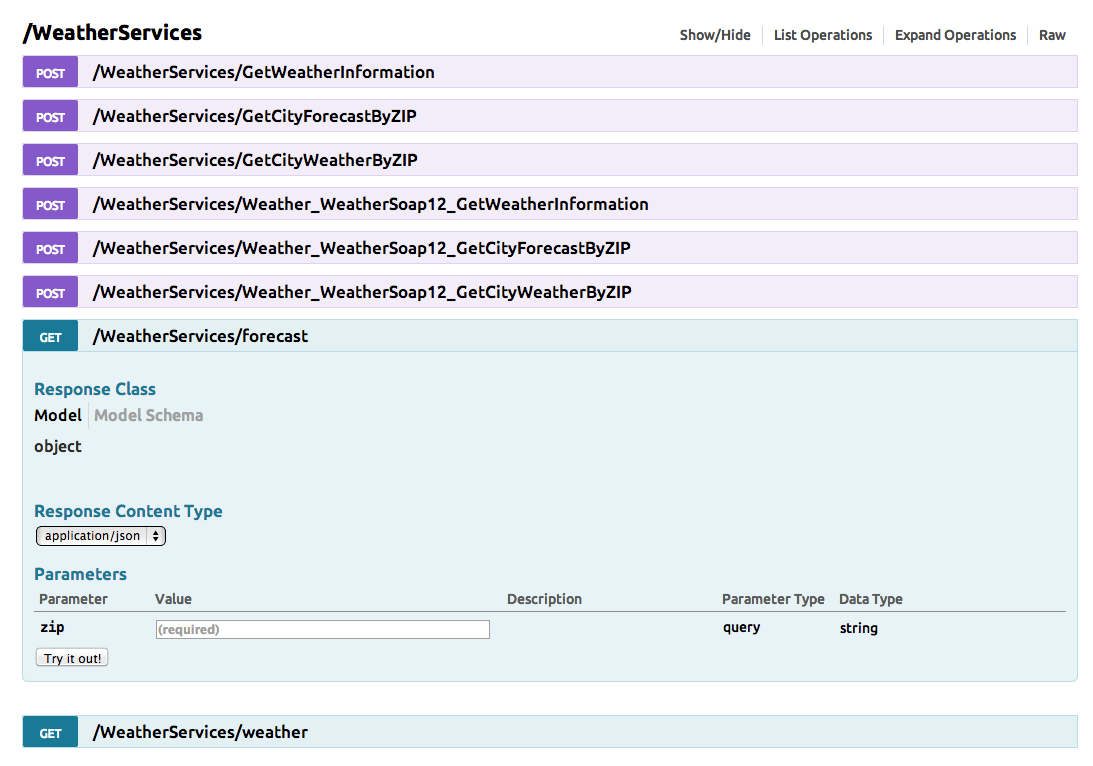 /WeatherServices Show/Hide List Operations Expand Operations Raw
POST /WeatherServices/GetWeatherInformation
POST /WeatherServices/GetCityForecastByZIP
POST /WeatherServices/GetCityWeatherByZIP
POST /WeatherServices/Weather_WeatherSoap12_GetWeatherInformation
POST /WeatherServices/Weather_WeatherSoap12_GetCityForecastByZIP
POST /WeatherServices/Weather_WeatherSoap12_GetCityWeatherByZIP
GET /WeatherServices/forecast
Response Class
Model Model Schema
object
Response Content Type
application/json
Parameters
Parameter Value Description Parameter Type Data Type
zip (required) query string
Try it out!
GET /WeatherServices/weather